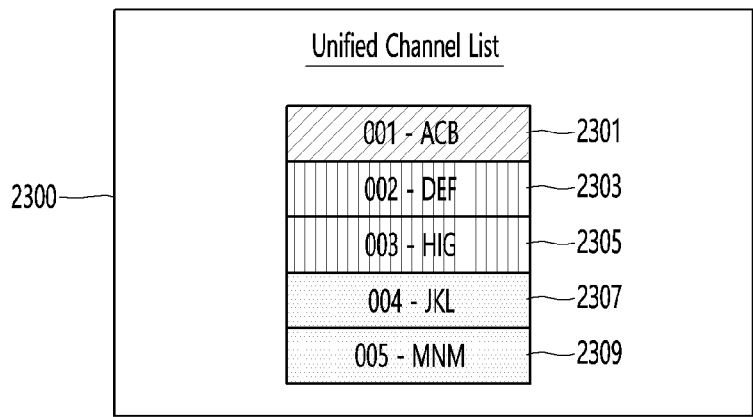 Unified Channel List
001 - ACB 2301
002 - DEF 2303
2300
003 - HIG 2305
004 - JKL 2307
005 - MNM 2309